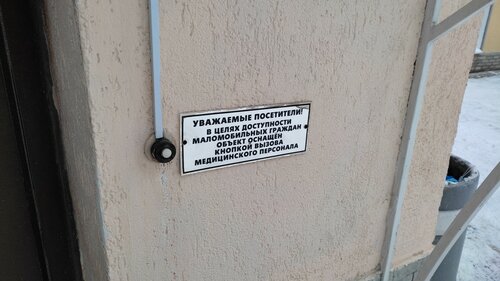 УВАЖАЕМЫЕ ПОСЕТИТЕЛИ!
В ЦЕЛЯХ ДОСТУПНОСТИ
МАЛОМОБИЛЬНЫХ ГРАЖДАН
ОБЪЕКТ ОСНАЩЕН
КНОПКОЙ ВЫЗОВА
МЕДИЦИНСКОГО ПЕРСОНАЛА